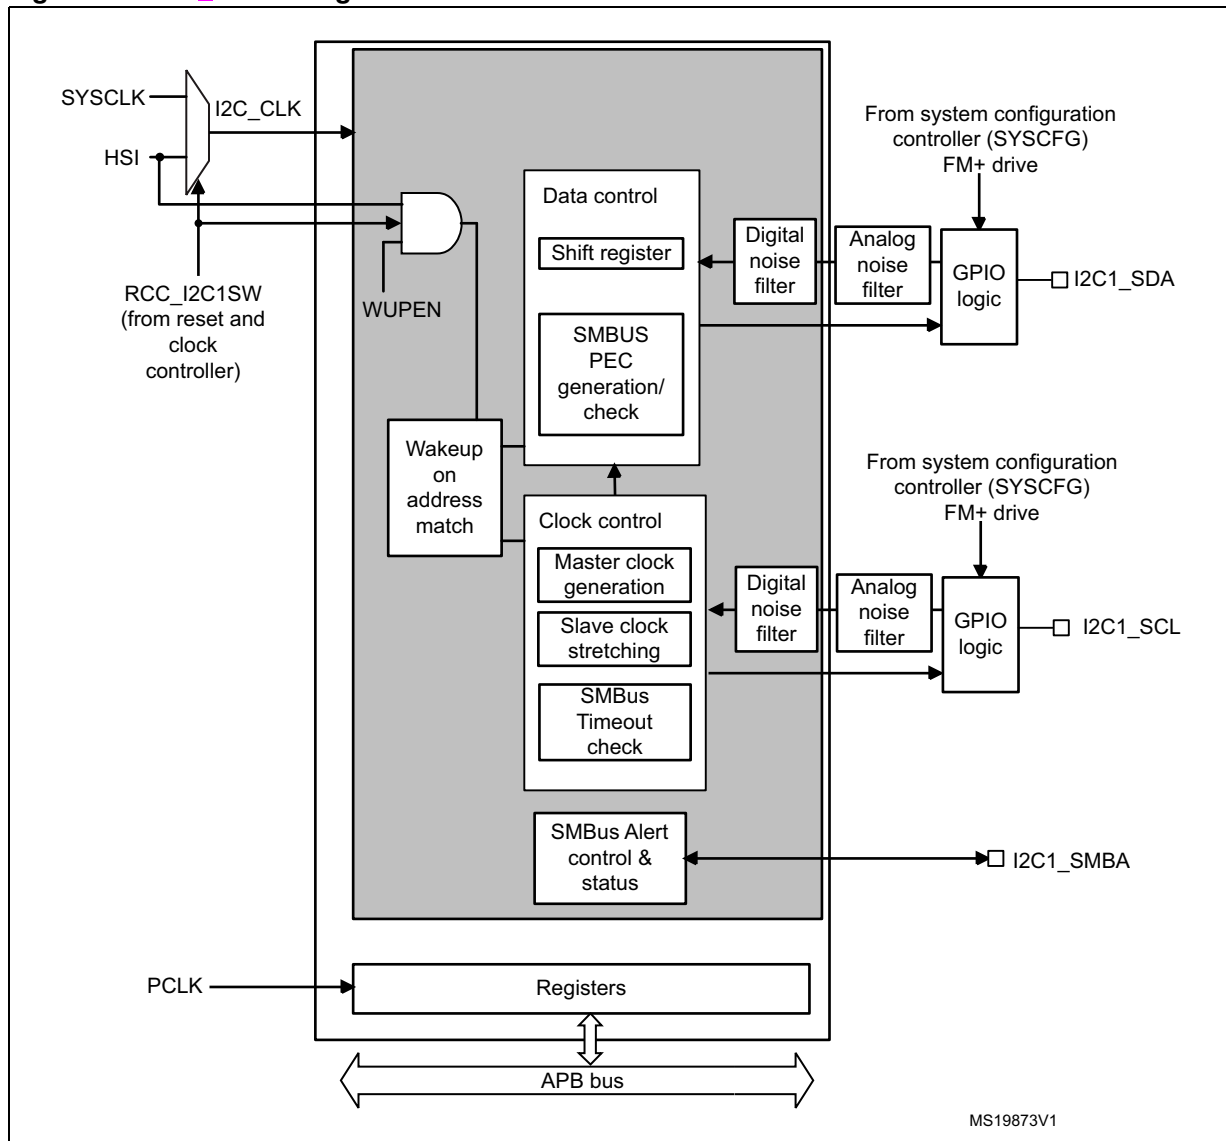 SYSCLK
I2C_CLK
HSI
RCC_I2C1SW
(from reset and
clock
controller)
WUPEN
Wakeup
on
address
match
Data control
Shift register
SMBUS
PEC
generation/
check
Clock control
Master clock
generation
Slave clock
stretching
SMBus
Timeout
check
SMBus Alert
control &
status
Digital
noise
filter
Analog
noise
filter
From system configuration
controller (SYSCFG)
FM+ drive
GPIO
logic
I2C1_SDA
Digital
noise
filter
Analog
noise
filter
From system configuration
controller (SYSCFG)
FM+ drive
GPIO
logic
I2C1_SCL
I2C1_SMBA
PCLK
Registers
APB bus
MS19873V1